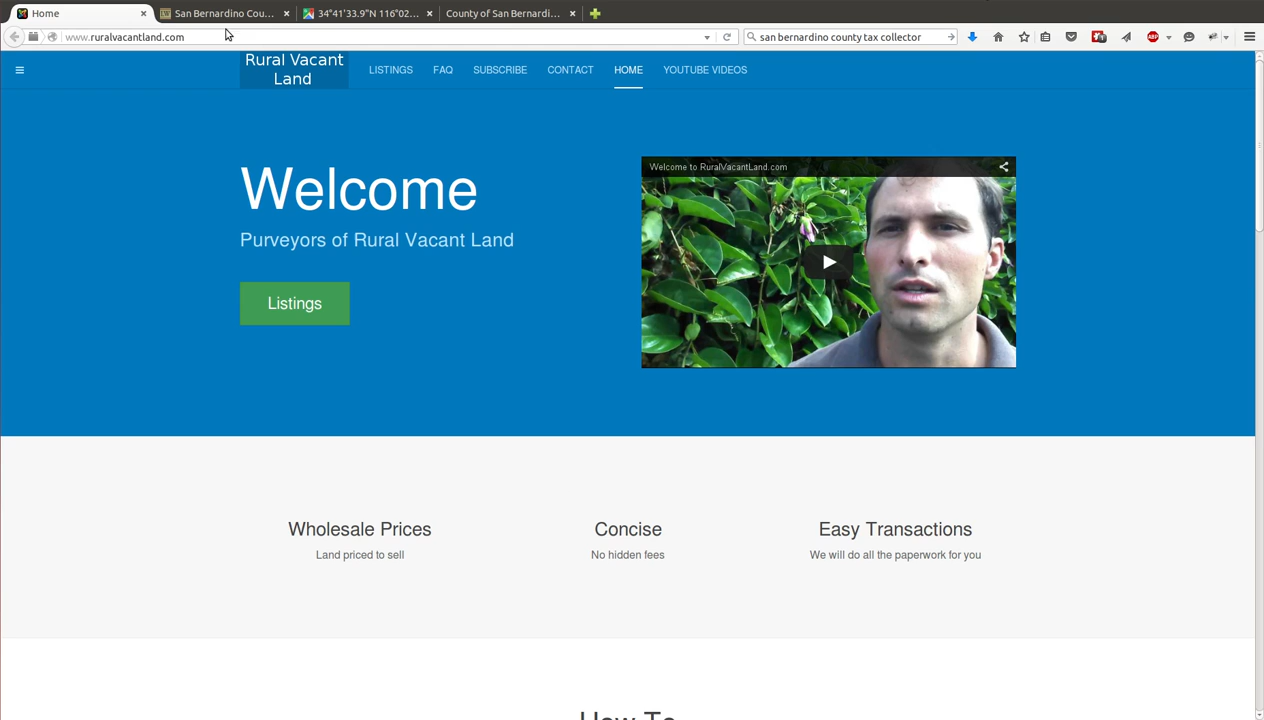 Home
San Bernardino Cou...
34°41'33.9"N 116°02...
County of San Bernardi...
www.ruralvacantland.com
san bernardino county tax collector
Rural Vacant
Land
LISTINGS
FAQ
SUBSCRIBE
CONTACT
HOME
YOUTUBE VIDEOS
Welcome
Purveyors of Rural Vacant Land
Listings
Welcome to RuralVacantLand.com
Wholesale Prices
Land priced to sell
Concise
No hidden fees
Easy Transactions
We will do all the paperwork for you
How To